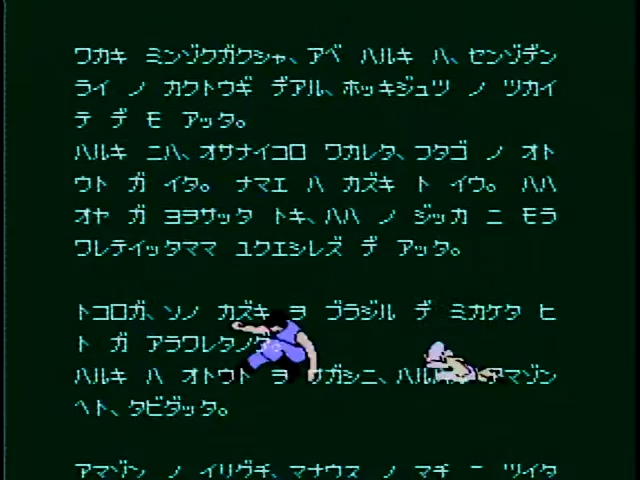 ワカキ ミンゾクガクシャ、アベ ハルキ ハ、センゾデン
ライ ノ カクトウギ デアル、ホッキジュツ ノ ツカイ
テ デ モ アッタ。
ハルキ ニハ、オサナイコロ ワカレタ、フタゴ ノ オト
ウト ガ イタ。 ナマエ ハ カズキ ト イウ。 ハハ
オヤ ガ ヨヲサッタ トキ、ハハ ノ ジッカ ニ モラ
ワレテイッタママ ユクエシレズ デ アッタ。
トコロガ、ソノ カズキ ヲ ブラジル デ ミカケタ ヒ
ト ガ アラワレタノダ。
ハルキ ハ オトウト ヲ サガシニ、ハル アマゾン
ヘト、タビダッタ。
アマゾン ノ イリグチ、マナウス ノ マチ ニ ツイタ